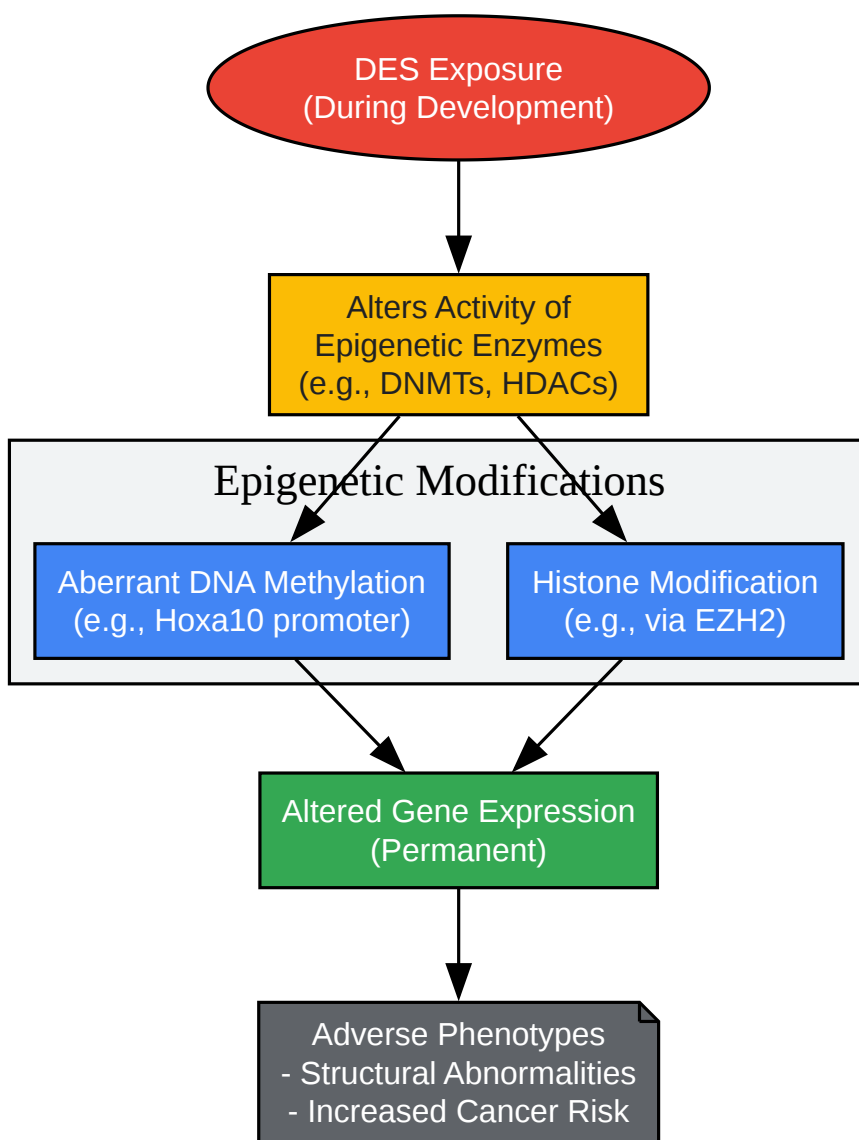 DES Exposure
(During Development)
Alters Activity of
Epigenetic Enzymes
(e.g., DNMTs, HDACs)
Epigenetic Modifications
Aberrant DNA Methylation
(e.g., Hoxa10 promoter)
Histone Modification
(e.g., via EZH2)
Altered Gene Expression
(Permanent)
Adverse Phenotypes
- Structural Abnormalities
- Increased Cancer Risk